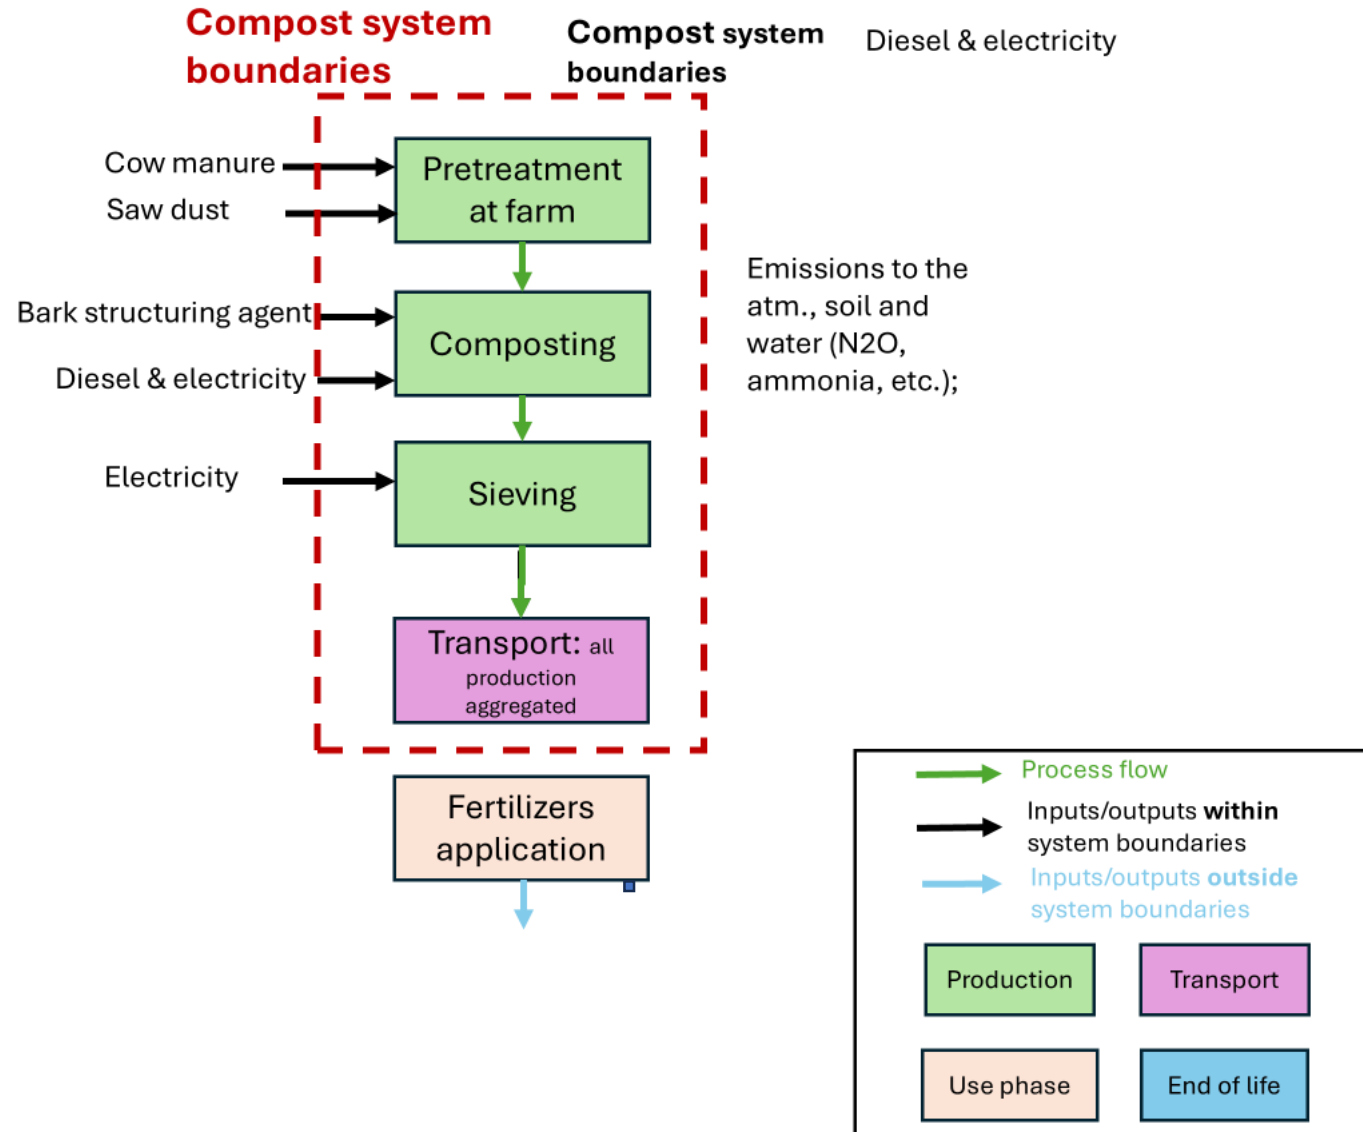 Compost system
boundaries
Compost system
boundaries
Diesel & electricity
Cow manure
Saw dust
Pretreatment
at farm
Bark structuring agent
Diesel & electricity
Composting
Emissions to the
atm., soil and
water (N2O,
ammonia, etc.);
Electricity
Sieving
Transport: all
production
aggregated
Fertilizers
application
Process flow
Inputs/outputs within
system boundaries
Inputs/outputs outside
system boundaries
Production
Transport
Use phase
End of life